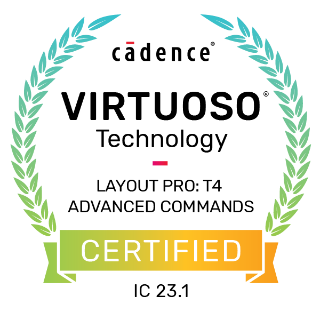 cādence®
VIRTUOSO®
Technology
LAYOUT PRO: T4
ADVANCED COMMANDS
CERTIFIED
IC 23.1